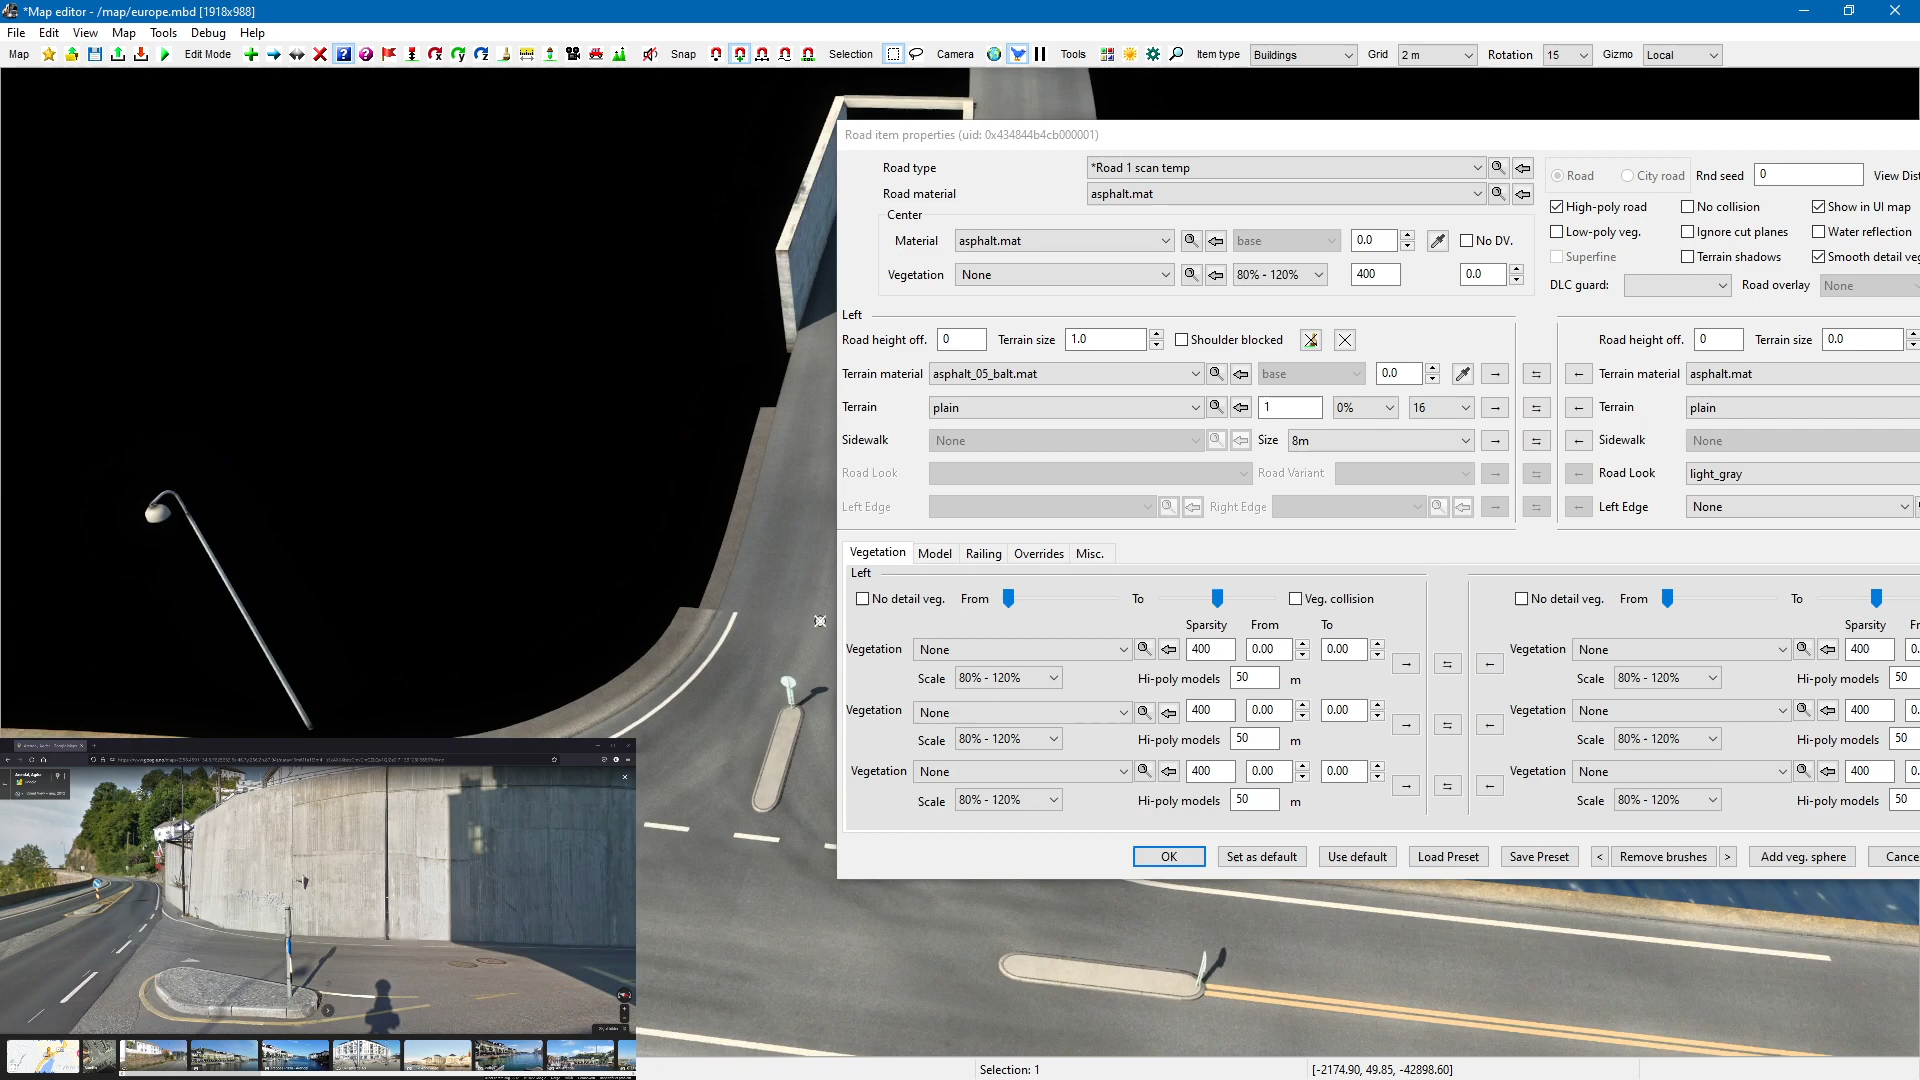 *Map editor - /map/europe.mbd [1918x988]
File Edit View Map Tools Debug Help
Map Edit Mode Snap Selection Camera Tools Item type Buildings Grid 2 m Rotation 15 Gizmo Local
Road item properties (uid: 0x434844b4cb000001)
Road type *Road 1 scan temp Road City road Rnd seed 0 View Dist
Road material asphalt.mat
Center
High-poly road No collision Show in UI map
Material asphalt.mat base 0.0 No DV. Low-poly veg. Ignore cut planes Water reflection
Superfine Terrain shadows Smooth detail veg
Vegetation None 80% - 120% 400 0.0
DLC guard: Road overlay None
Left
Road height off. 0 Terrain size 1.0 Shoulder blocked Road height off. 0 Terrain size 0.0
Terrain material asphalt_05_balt.mat base 0.0 → ⇆ ← Terrain material asphalt.mat
Terrain plain 1 0% 16 → ⇆ ← Terrain plain
Sidewalk None Size 8m → ⇆ ← Sidewalk None
Road Look Road Variant → ⇆ ← Road Look light_gray
Left Edge Right Edge → ⇆ ← Left Edge None
Vegetation Model Railing Overrides Misc.
Left
No detail veg. From To Veg. collision No detail veg. From To
Sparsity From To Sparsity Fr
Vegetation None 400 0.00 0.00 Vegetation None 400 0.
→ ⇆ ←
Scale 80% - 120% Hi-poly models 50 m Scale 80% - 120% Hi-poly models 50
Vegetation None 400 0.00 0.00 Vegetation None 400 0.
→ ⇆ ←
Scale 80% - 120% Hi-poly models 50 m Scale 80% - 120% Hi-poly models 50
Vegetation None 400 0.00 0.00 Vegetation None 400 0.
→ ⇆ ←
Scale 80% - 120% Hi-poly models 50 m Scale 80% - 120% Hi-poly models 50
OK Set as default Use default Load Preset Save Preset < Remove brushes > Add veg. sphere Cance
Selection: 1 [-2174.90, 49.85, -42898.60]